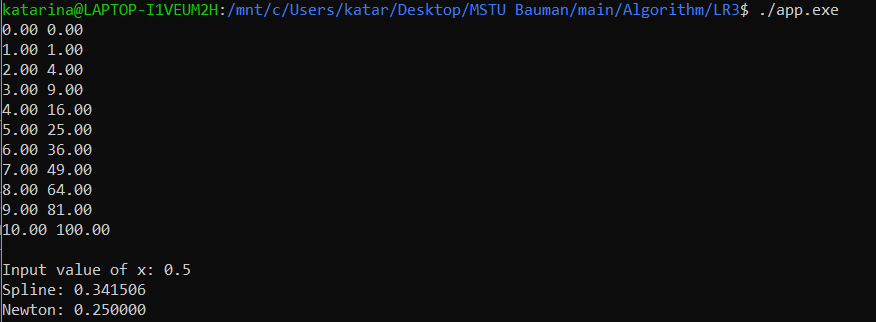 katarina@LAPTOP-I1VEUM2H:/mnt/c/Users/katar/Desktop/MSTU Bauman/main/Algorithm/LR3$ ./app.exe
0.00 0.00
1.00 1.00
2.00 4.00
3.00 9.00
4.00 16.00
5.00 25.00
6.00 36.00
7.00 49.00
8.00 64.00
9.00 81.00
10.00 100.00
Input value of x: 0.5
Spline: 0.341506
Newton: 0.250000